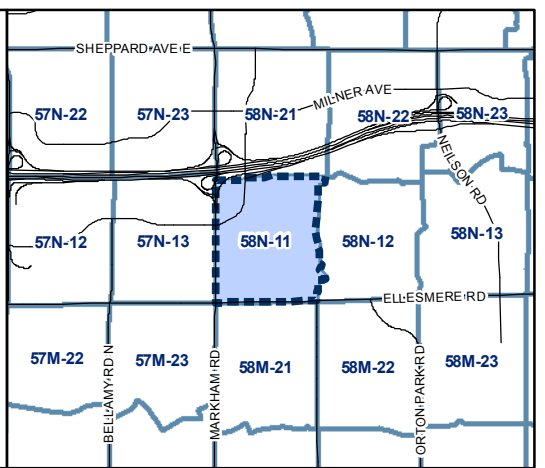 SHEPPARD AVE E
MILNER AVE
57N-22
57N-23
58N-21
58N-22
58N-23
NEILSON RD
57N-12
57N-13
58N-11
58N-12
58N-13
ELLESMERE RD
57M-22
57M-23
58M-21
58M-22
58M-23
BELLAMY RD N
MARKHAM RD
ORTON PARK RD